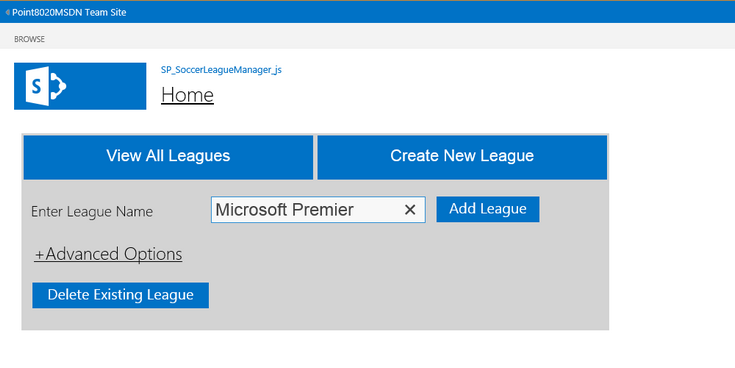 Point8020MSDN Team Site
BROWSE
S
SP_SoccerLeagueManager_js
Home
View All Leagues
Create New League
Enter League Name
Microsoft Premier
Add League
+Advanced Options
Delete Existing League